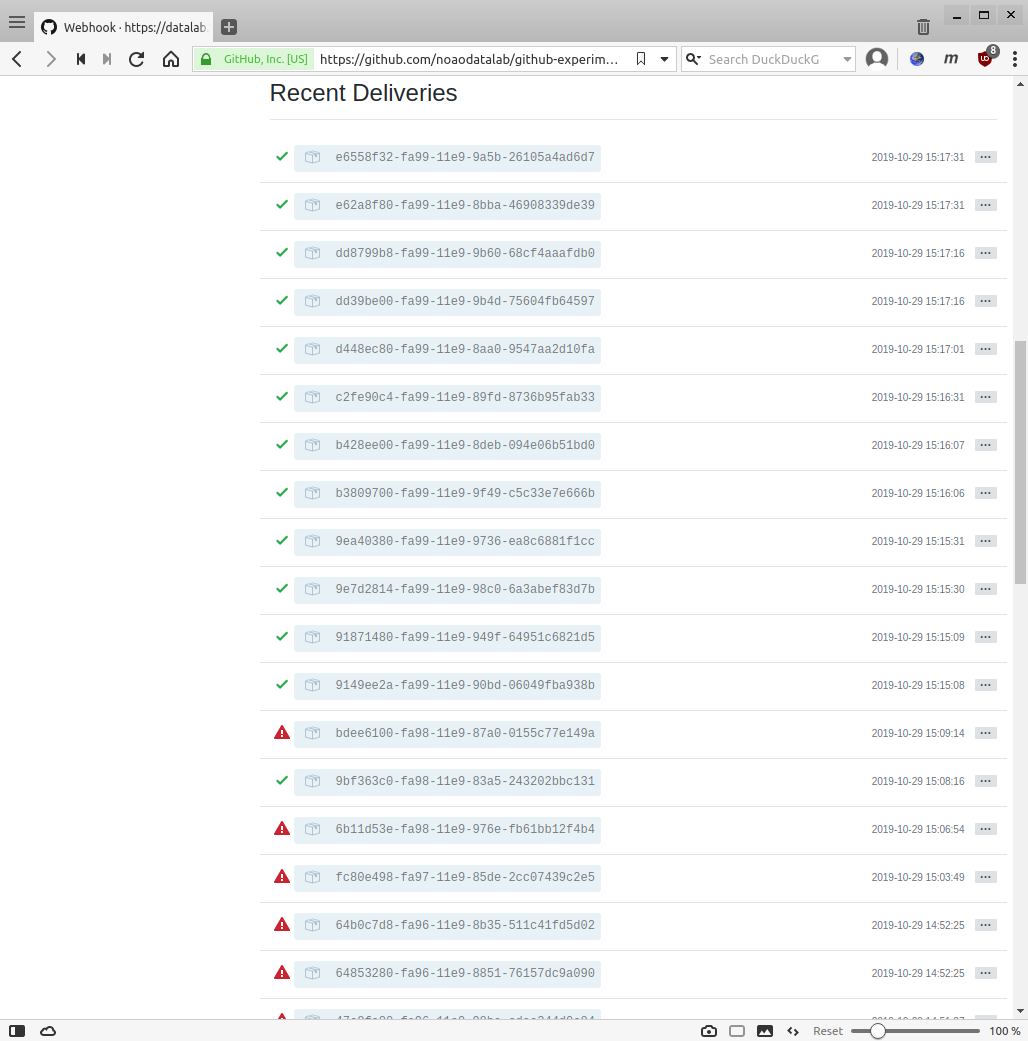 Webhook · https://datalab
GitHub, Inc. [US] https://github.com/noaodatalab/github-experim... Search DuckDuckG m 8
Recent Deliveries
e6558f32-fa99-11e9-9a5b-26105a4ad6d7 2019-10-29 15:17:31
e62a8f80-fa99-11e9-8bba-46908339de39 2019-10-29 15:17:31
dd8799b8-fa99-11e9-9b60-68cf4aaafdb0 2019-10-29 15:17:16
dd39be00-fa99-11e9-9b4d-75604fb64597 2019-10-29 15:17:16
d448ec80-fa99-11e9-8aa0-9547aa2d10fa 2019-10-29 15:17:01
c2fe90c4-fa99-11e9-89fd-8736b95fab33 2019-10-29 15:16:31
b428ee00-fa99-11e9-8deb-094e06b51bd0 2019-10-29 15:16:07
b3809700-fa99-11e9-9f49-c5c33e7e666b 2019-10-29 15:16:06
9ea40380-fa99-11e9-9736-ea8c6881f1cc 2019-10-29 15:15:31
9e7d2814-fa99-11e9-98c0-6a3abef83d7b 2019-10-29 15:15:30
91871480-fa99-11e9-949f-64951c6821d5 2019-10-29 15:15:09
9149ee2a-fa99-11e9-90bd-06049fba938b 2019-10-29 15:15:08
bdee6100-fa98-11e9-87a0-0155c77e149a 2019-10-29 15:09:14
9bf363c0-fa98-11e9-83a5-243202bbc131 2019-10-29 15:08:16
6b11d53e-fa98-11e9-976e-fb61bb12f4b4 2019-10-29 15:06:54
fc80e498-fa97-11e9-85de-2cc07439c2e5 2019-10-29 15:03:49
64b0c7d8-fa96-11e9-8b35-511c41fd5d02 2019-10-29 14:52:25
64853280-fa96-11e9-8851-76157dc9a090 2019-10-29 14:52:25
Reset 100 %